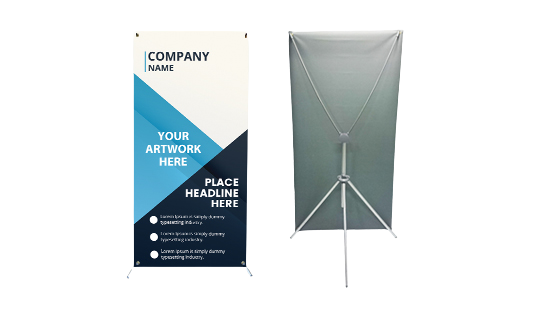 COMPANY
NAME
YOUR
ARTWORK
HERE
PLACE
HEADLINE
HERE
Lorem Ipsum is simply dummy
typesetting industry.
Lorem Ipsum is simply dummy
typesetting industry.
Lorem Ipsum is simply dummy
typesetting industry.